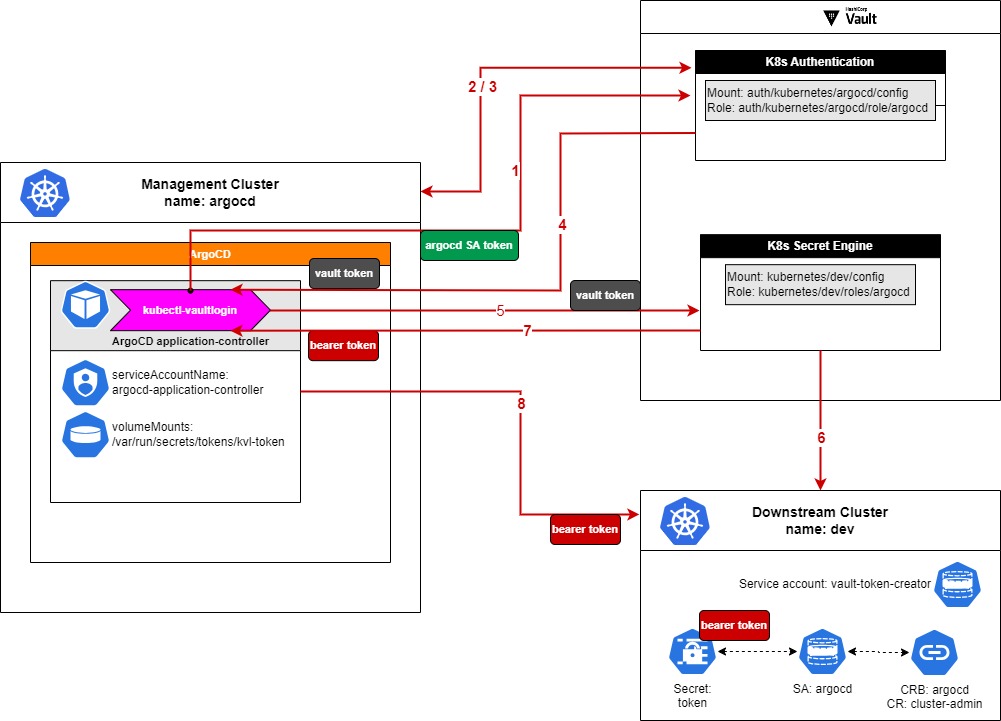 HashiCorp
Vault
K8s Authentication
Mount: auth/kubernetes/argocd/config
Role: auth/kubernetes/argocd/role/argocd
2 / 3
1
4
Management Cluster
name: argocd
argocd SA token
ArgoCD
vault token
kubectl-vaultlogin
ArgoCD application-controller
5
vault token
7
bearer token
K8s Secret Engine
Mount: kubernetes/dev/config
Role: kubernetes/dev/roles/argocd
serviceAccountName:
argocd-application-controller
volumeMounts:
/var/run/secrets/tokens/kvl-token
8
6
bearer token
Downstream Cluster
name: dev
Service account: vault-token-creator
bearer token
Secret:
token
SA: argocd
CRB: argocd
CR: cluster-admin